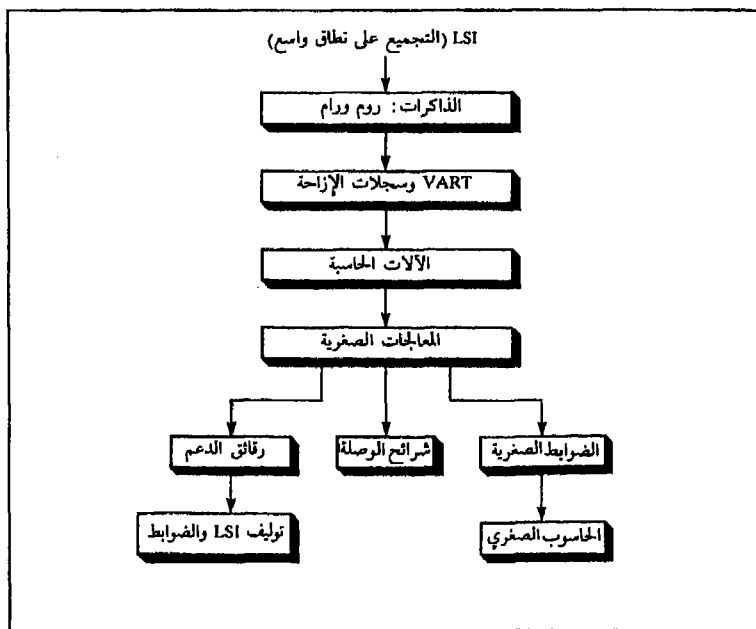 LSI (التجميع على نطاق واسع)
الذاكرات : روم ورام
VART وسجلات الإزاحة
الآلات الحاسبة
المعالجات الصغرية
الضوابط الصغرية
شرائح الوصلة
رقائق الدعم
الحاسوب الصغري
توليف LSI والضوابط